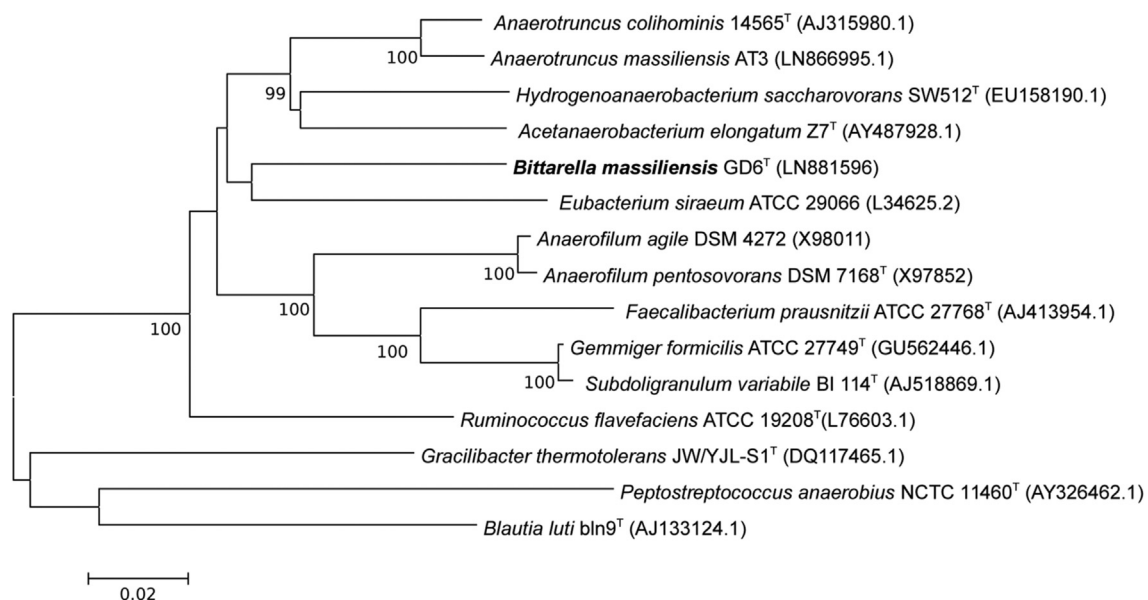 Anaerotruncus colihominis 14565ᵀ (AJ315980.1)
100
Anaerotruncus massiliensis AT3 (LN866995.1)
99
Hydrogenoanaerobacterium saccharovorans SW512ᵀ (EU158190.1)
Acetanaerobacterium elongatum Z7ᵀ (AY487928.1)
Bittarella massiliensis GD6ᵀ (LN881596)
Eubacterium siraeum ATCC 29066 (L34625.2)
Anaerofilum agile DSM 4272 (X98011)
100
Anaerofilum pentosovorans DSM 7168ᵀ (X97852)
100
Faecalibacterium prausnitzii ATCC 27768ᵀ (AJ413954.1)
100
100
Gemmiger formicilis ATCC 27749ᵀ (GU562446.1)
100
Subdoligranulum variabile BI 114ᵀ (AJ518869.1)
Ruminococcus flavefaciens ATCC 19208ᵀ(L76603.1)
Gracilibacter thermotolerans JW/YJL-S1ᵀ (DQ117465.1)
Peptostreptococcus anaerobius NCTC 11460ᵀ (AY326462.1)
Blautia luti bln9ᵀ (AJ133124.1)
0.02